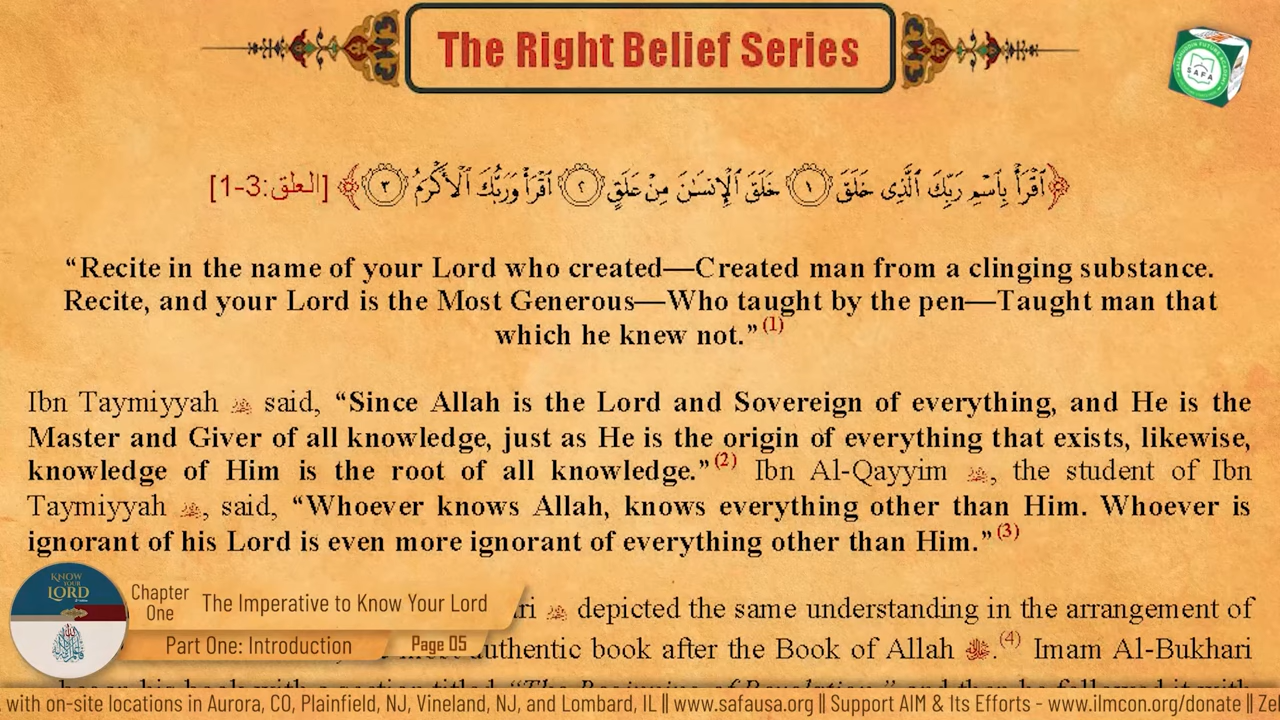 The Right Belief Series
SAFA
﴿ٱقْرَأْ بِٱسْمِ رَبِّكَ ٱلَّذِى خَلَقَ ١ خَلَقَ ٱلْإِنسَـٰنَ مِنْ عَلَقٍ ٢ ٱقْرَأْ وَرَبُّكَ ٱلْأَكْرَمُ ٣﴾ [العلق:3-1]
“Recite in the name of your Lord who created—Created man from a clinging substance.
Recite, and your Lord is the Most Generous—Who taught by the pen—Taught man that
which he knew not.” (1)
Ibn Taymiyyah said, “Since Allah is the Lord and Sovereign of everything, and He is the
Master and Giver of all knowledge, just as He is the origin of everything that exists, likewise,
knowledge of Him is the root of all knowledge.” (2) Ibn Al-Qayyim , the student of Ibn
Taymiyyah , said, “Whoever knows Allah, knows everything other than Him. Whoever is
ignorant of his Lord is even more ignorant of everything other than Him.” (3)
depicted the same understanding in the arrangement of
authentic book after the Book of Allah .(4) Imam Al-Bukhari
KNOW
YOUR
LORD
Chapter
One
The Imperative to Know Your Lord
Part One: Introduction
Page 05
with on-site locations in Aurora, CO, Plainfield, NJ, Vineland, NJ, and Lombard, IL || www.safausa.org || Support AIM & Its Efforts - www.ilmcon.org/donate ||